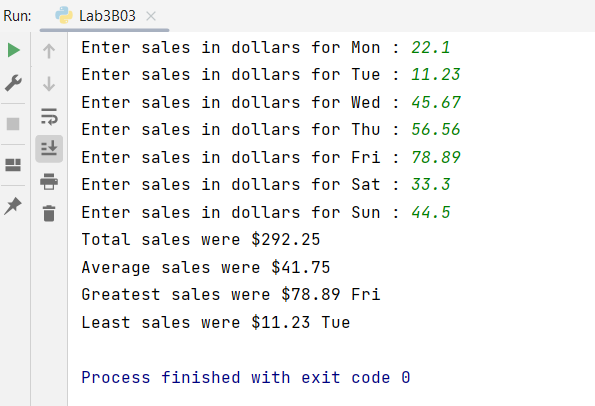 Run: Lab3B03
Enter sales in dollars for Mon : 22.1
Enter sales in dollars for Tue : 11.23
Enter sales in dollars for Wed : 45.67
Enter sales in dollars for Thu : 56.56
Enter sales in dollars for Fri : 78.89
Enter sales in dollars for Sat : 33.3
Enter sales in dollars for Sun : 44.5
Total sales were $292.25
Average sales were $41.75
Greatest sales were $78.89 Fri
Least sales were $11.23 Tue
Process finished with exit code 0